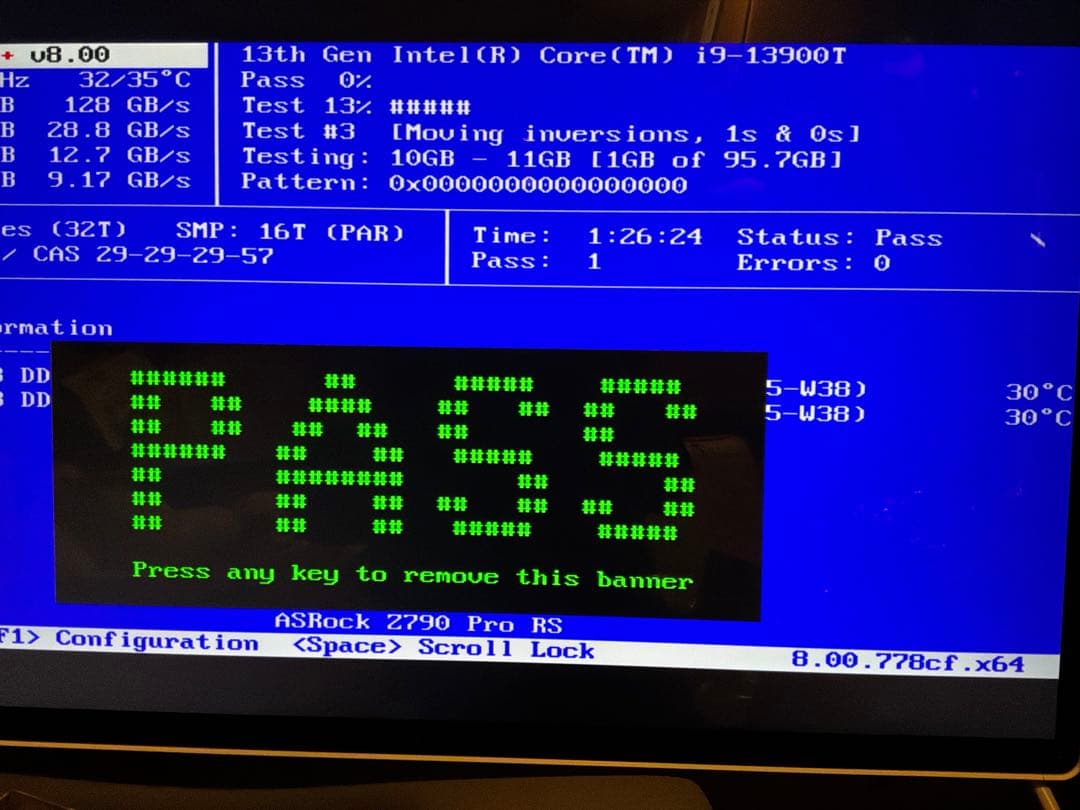 + v8.00
13th Gen Intel(R) Core(TM) i9-13900T
Hz 32/35°C
Pass 0%
B 128 GB/s
Test 13% #####
B 28.8 GB/s
Test #3 [Moving inversions, 1s & 0s]
B 12.7 GB/s
Testing: 10GB - 11GB [1GB of 95.7GB]
B 9.17 GB/s
Pattern: 0x0000000000000000
es (32T) SMP: 16T (PAR)
/ CAS 29-29-29-57
Time: 1:26:24 Status: Pass \
Pass: 1 Errors: 0
ormation
DD 5-W38) 30°C
DD 5-W38) 30°C
PASS
Press any key to remove this banner
ASRock Z790 Pro RS
F1> Configuration <Space> Scroll Lock 8.00.778cf.x64